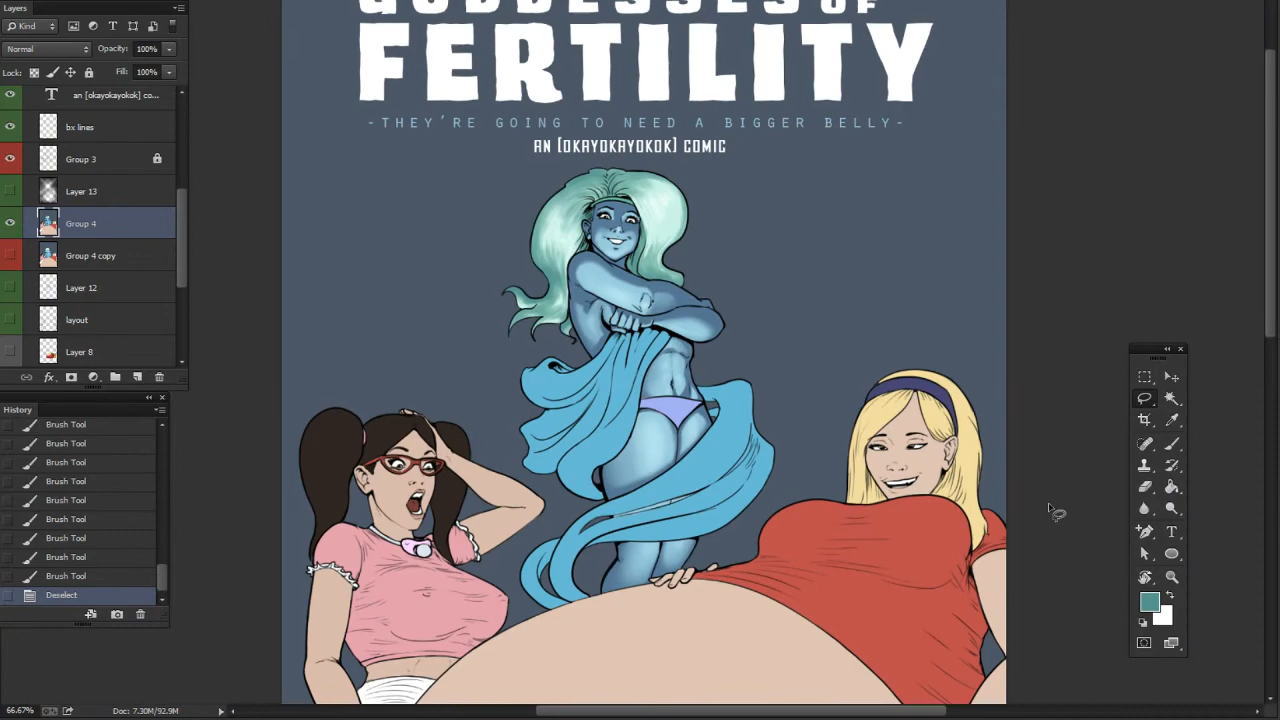 Layers
Kind
Normal
Opacity: 100%
Lock:
Fill: 100%
an [okayokayokok] co...
bx lines
Group 3
Layer 13
Group 4
Group 4 copy
Layer 12
layout
Layer 8
fx
History
Brush Tool
Brush Tool
Brush Tool
Brush Tool
Brush Tool
Brush Tool
Brush Tool
Brush Tool
Brush Tool
Deselect
GODDESSES OF
FERTILITY
-THEY'RE GOING TO NEED A BIGGER BELLY-
AN [OKAYOKAYOKOK] COMIC
66.67%
Doc: 7.30M/92.9M